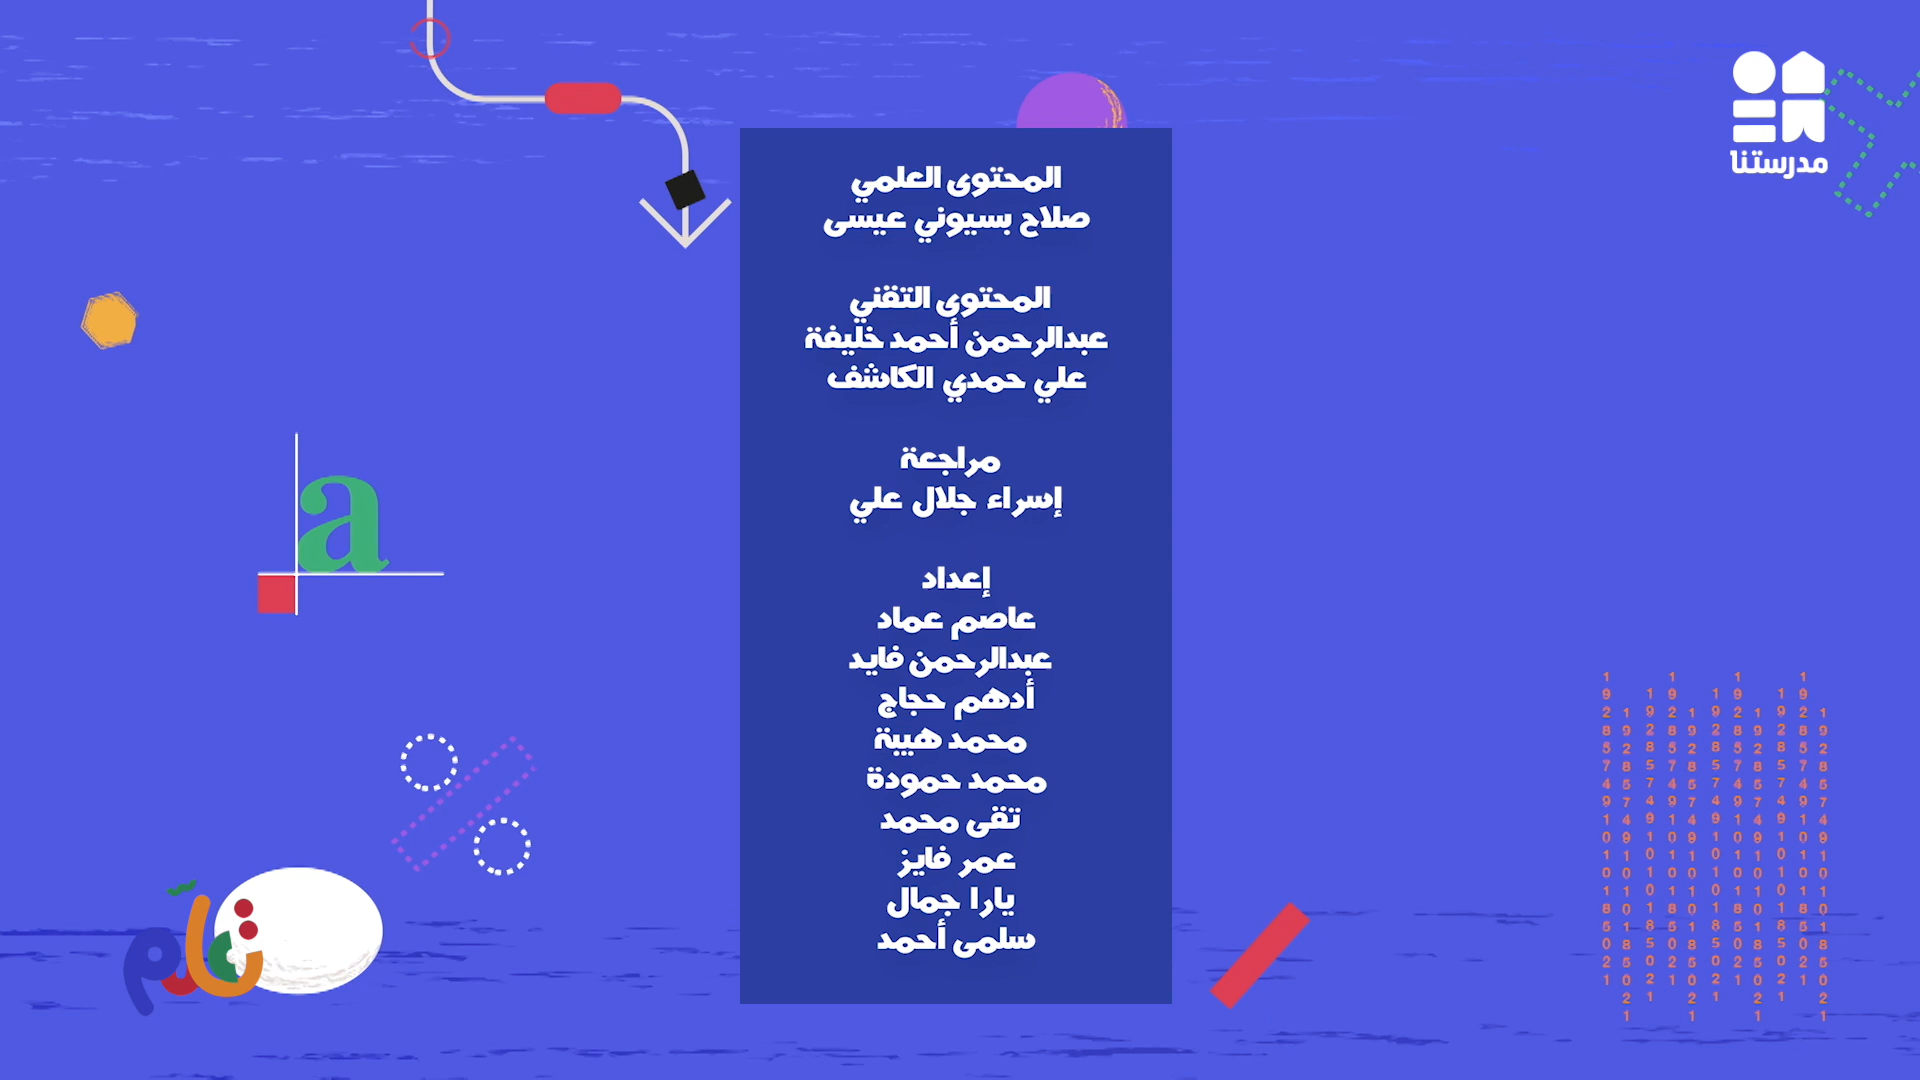 مدرستنا
المحتوى العلمي
صلاح بسيوني عيسى
المحتوى التقني
عبدالرحمن أحمد خليفة
علي حمدي الكاشف
مراجعة
إسراء جلال علي
إعداد
عاصم عماد
عبدالرحمن فايد
أدهم حجاج
محمد هيبة
محمد حمودة
تقى محمد
عمر فايز
يارا جمال
سلمى أحمد
a